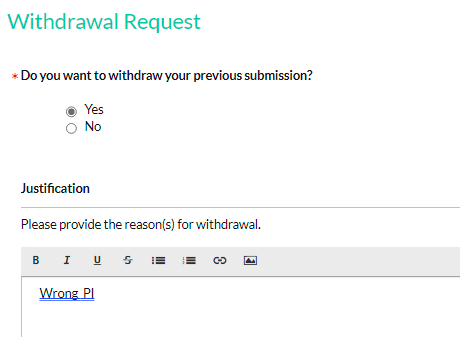 Withdrawal Request
* Do you want to withdraw your previous submission?
Yes
No
Justification
Please provide the reason(s) for withdrawal.
B I U S
Wrong PI